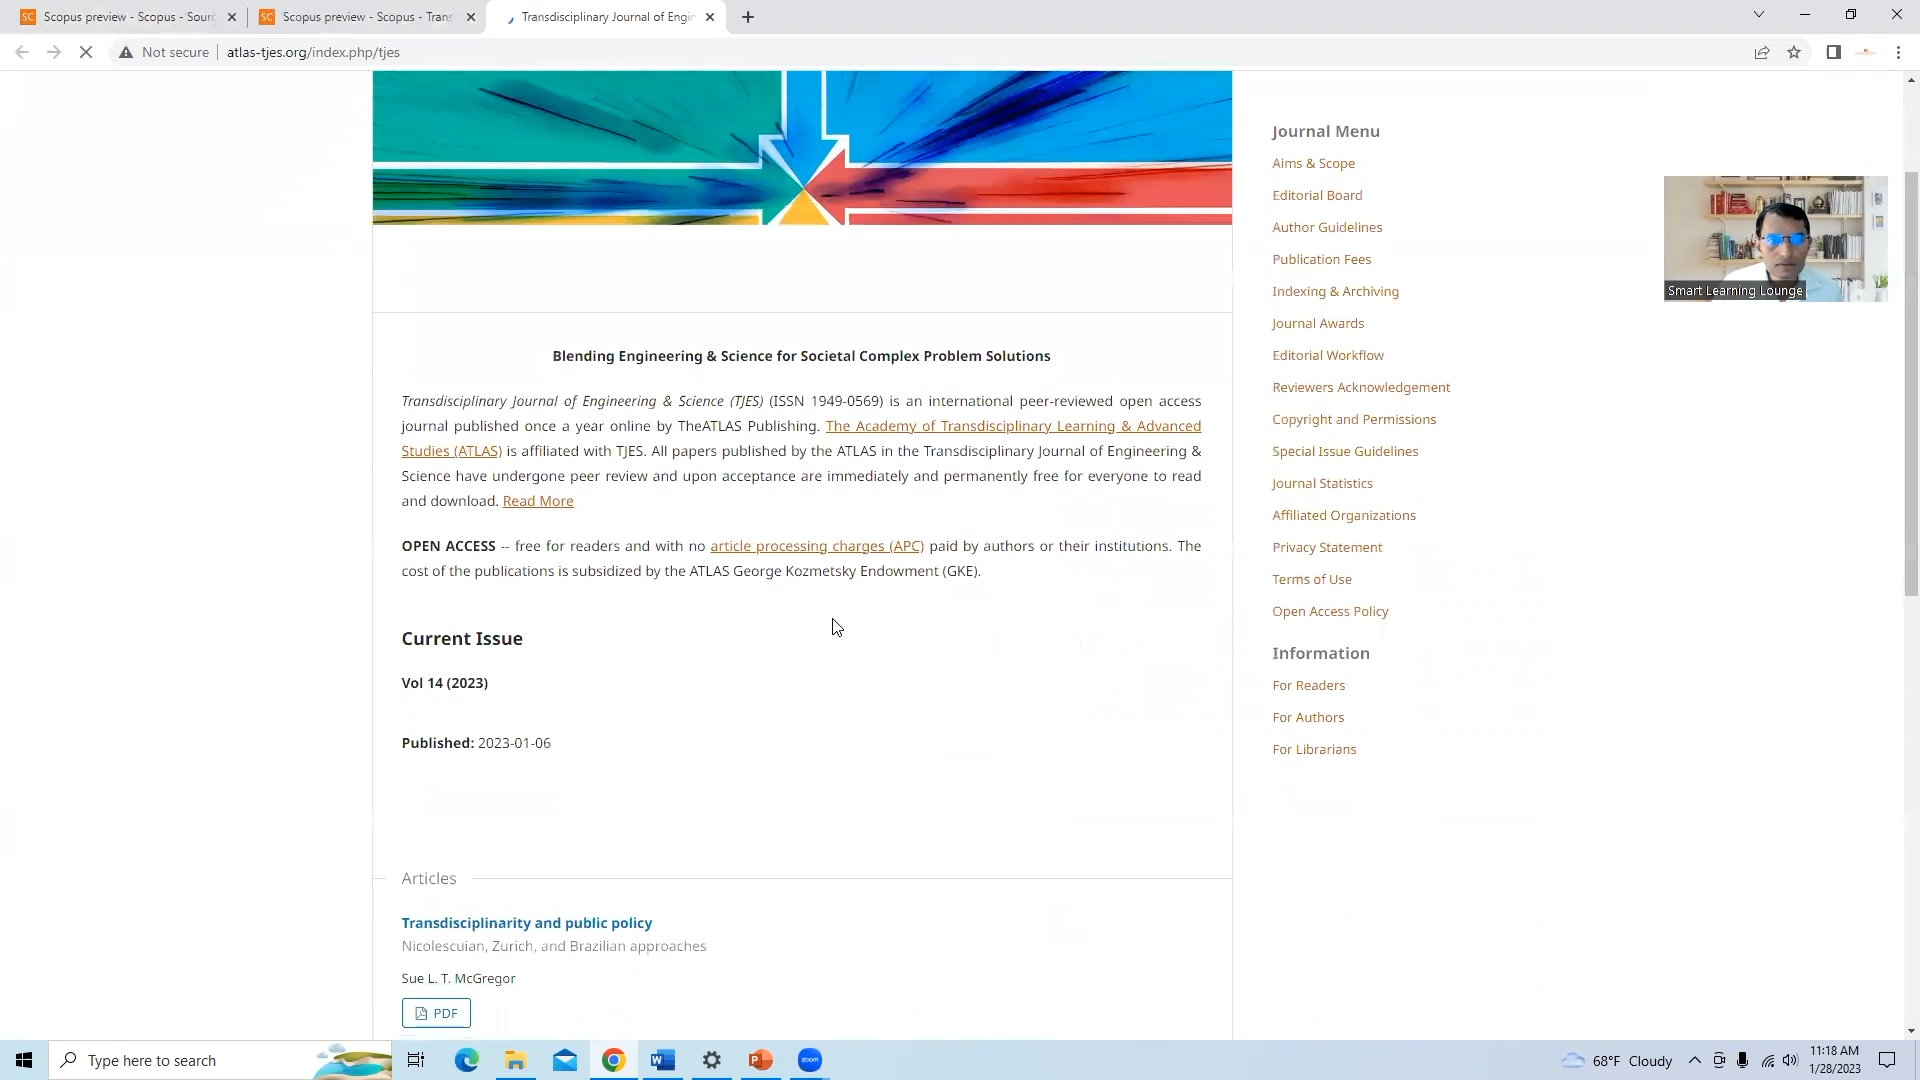 Scopus preview - Scopus - Sourc
Scopus preview - Scopus - Trans
Transdisciplinary Journal of Engin
Not secure
atlas-tjes.org/index.php/tjes
Blending Engineering & Science for Societal Complex Problem Solutions
Transdisciplinary Journal of Engineering & Science (TJES) (ISSN 1949-0569) is an international peer-reviewed open access
journal published once a year online by TheATLAS Publishing. The Academy of Transdisciplinary Learning & Advanced
Studies (ATLAS) is affiliated with TJES. All papers published by the ATLAS in the Transdisciplinary Journal of Engineering &
Science have undergone peer review and upon acceptance are immediately and permanently free for everyone to read
and download. Read More
OPEN ACCESS -- free for readers and with no article processing charges (APC) paid by authors or their institutions. The
cost of the publications is subsidized by the ATLAS George Kozmetsky Endowment (GKE).
Current Issue
Vol 14 (2023)
Published: 2023-01-06
Articles
Transdisciplinarity and public policy
Nicolescuian, Zurich, and Brazilian approaches
Sue L. T. McGregor
PDF
Journal Menu
Aims & Scope
Editorial Board
Author Guidelines
Publication Fees
Indexing & Archiving
Journal Awards
Editorial Workflow
Reviewers Acknowledgement
Copyright and Permissions
Special Issue Guidelines
Journal Statistics
Affiliated Organizations
Privacy Statement
Terms of Use
Open Access Policy
Information
For Readers
For Authors
For Librarians
Smart Learning Lounge
Type here to search
zoom
68°F Cloudy
11:18 AM
1/28/2023